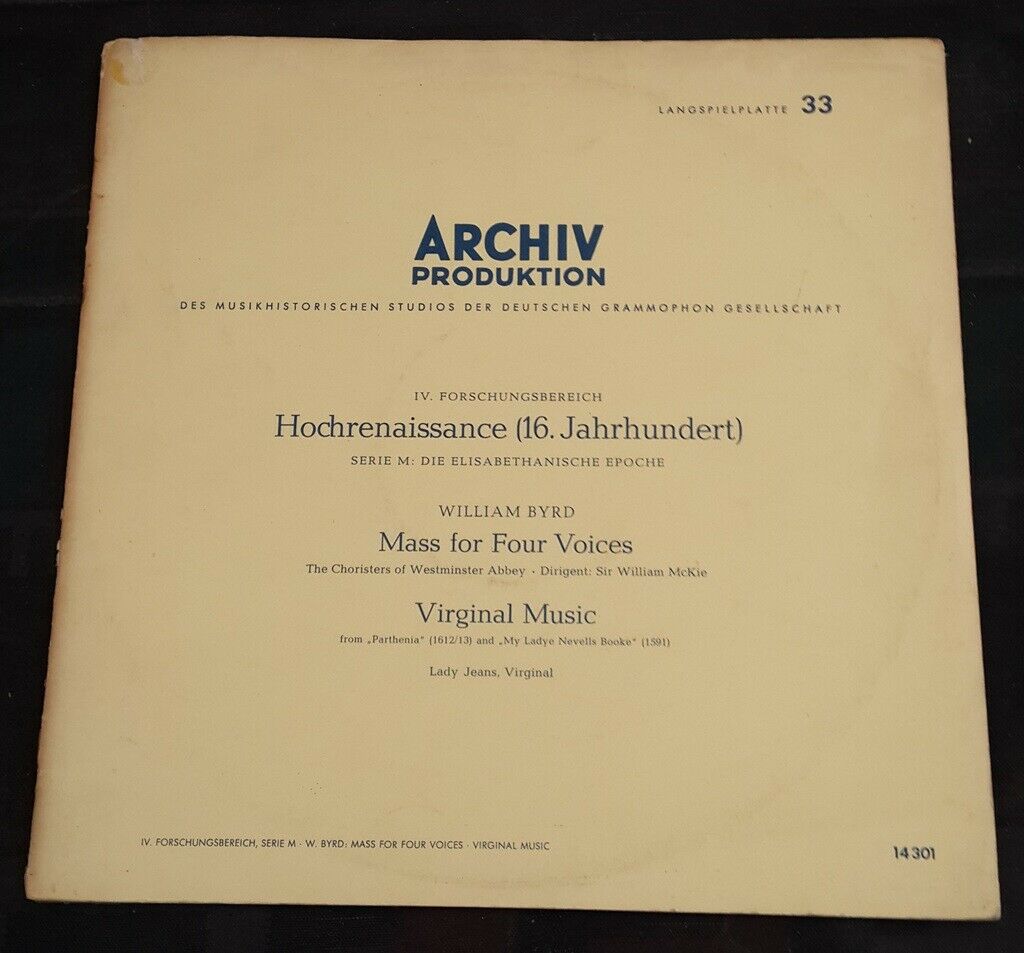 LANGSPIELPLATTE 33
ARCHIV
PRODUKTION
DES MUSIKHISTORISCHEN STUDIOS DER DEUTSCHEN GRAMMOPHON GESELLSCHAFT
IV. FORSCHUNGSBEREICH
Hochrenaissance (16. Jahrhundert)
SERIE M: DIE ELISABETHANISCHE EPOCHE
WILLIAM BYRD
Mass for Four Voices
The Choristers of Westminster Abbey · Dirigent: Sir William McKie
Virginal Music
from „Parthenia" (1612/13) and „My Ladye Nevells Booke" (1591)
Lady Jeans, Virginal
IV. FORSCHUNGSBEREICH, SERIE M · W. BYRD: MASS FOR FOUR VOICES · VIRGINAL MUSIC
14 301